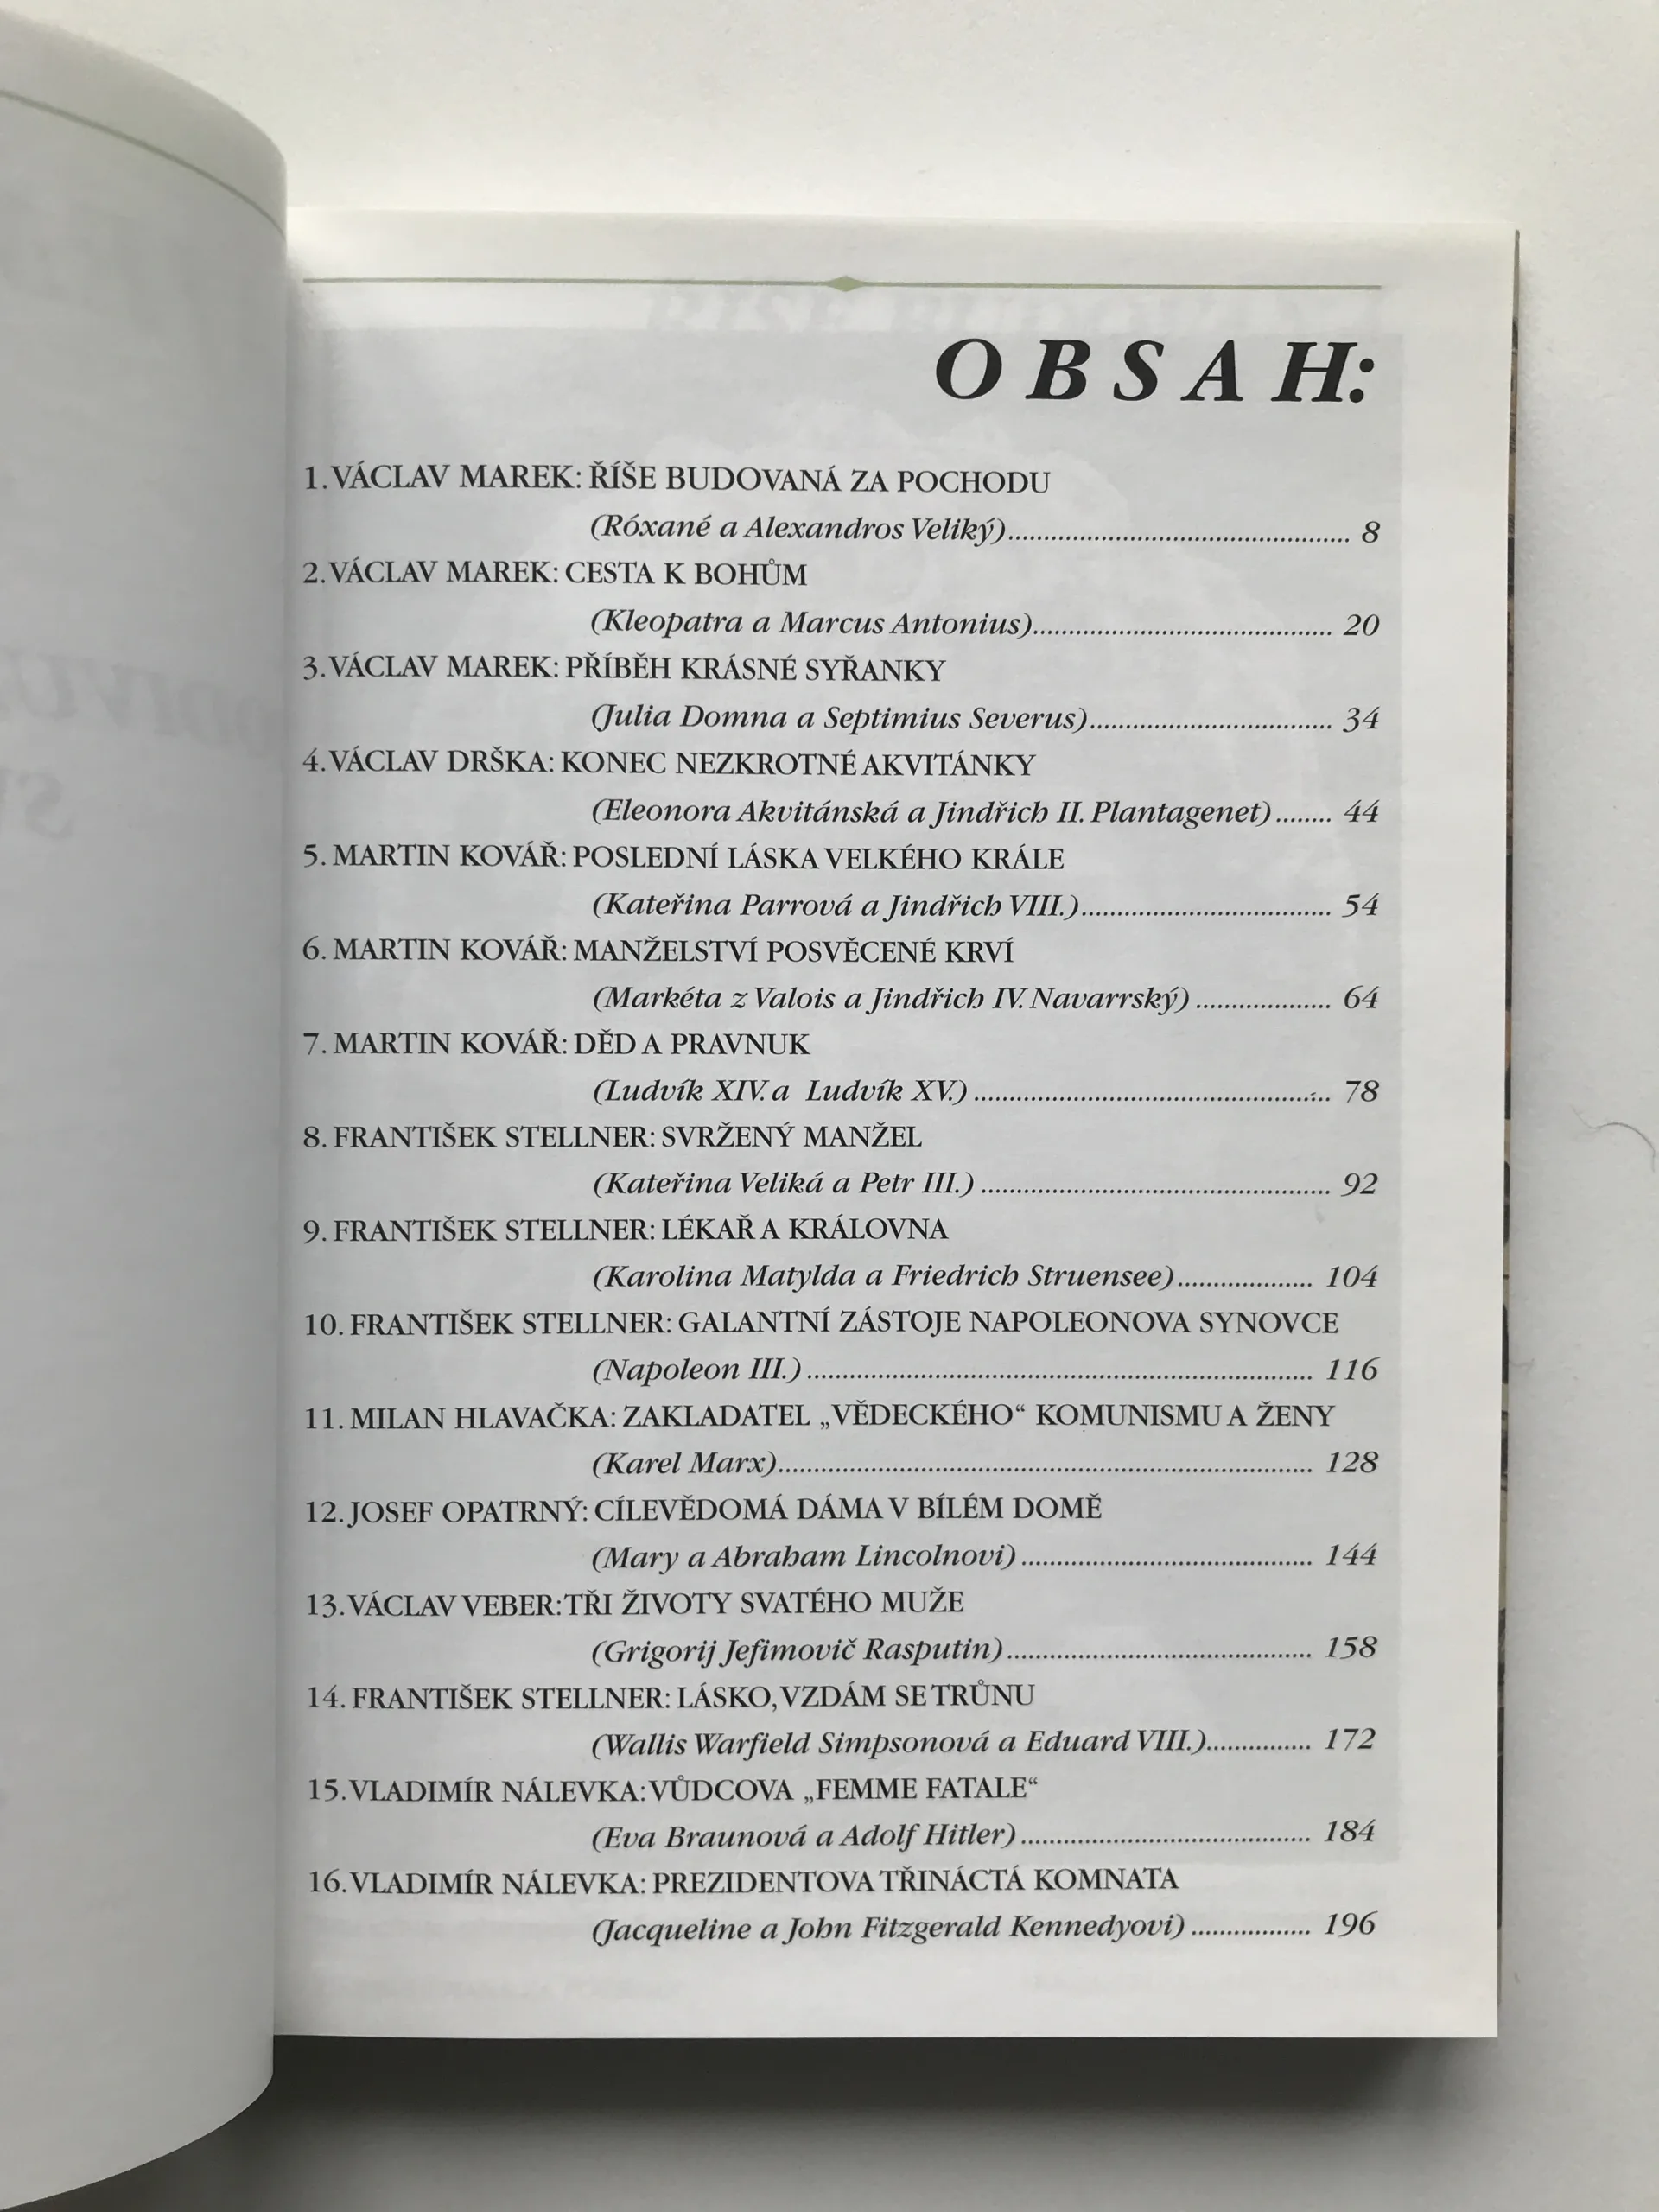 OBSAH:
1. VÁCLAV MAREK: ŘÍŠE BUDOVANÁ ZA POCHODU
(Róxané a Alexandros Veliký)..... 8
2. VÁCLAV MAREK: CESTA K BOHŮM
(Kleopatra a Marcus Antonius)..... 20
3. VÁCLAV MAREK: PŘÍBĚH KRÁSNÉ SYŘANKY
(Julia Domna a Septimius Severus)..... 34
4. VÁCLAV DRŠKA: KONEC NEZKROTNÉ AKVITÁNKY
(Eleonora Akvitánská a Jindřich II. Plantagenet)..... 44
5. MARTIN KOVÁŘ: POSLEDNÍ LÁSKA VELKÉHO KRÁLE
(Kateřina Parrová a Jindřich VIII.)..... 54
6. MARTIN KOVÁŘ: MANŽELSTVÍ POSVĚCENÉ KRVÍ
(Markéta z Valois a Jindřich IV. Navarrský)..... 64
7. MARTIN KOVÁŘ: DĚD A PRAVNUK
(Ludvík XIV. a Ludvík XV.)..... 78
8. FRANTIŠEK STELLNER: SVRŽENÝ MANŽEL
(Kateřina Veliká a Petr III.)..... 92
9. FRANTIŠEK STELLNER: LÉKAŘ A KRÁLOVNA
(Karolina Matylda a Friedrich Struensee)..... 104
10. FRANTIŠEK STELLNER: GALANTNÍ ZÁSTOJE NAPOLEONOVA SYNOVCE
(Napoleon III.)..... 116
11. MILAN HLAVAČKA: ZAKLADATEL „VĚDECKÉHO“ KOMUNISMU A ŽENY
(Karel Marx)..... 128
12. JOSEF OPATRNÝ: CÍLEVĚDOMÁ DÁMA V BÍLÉM DOMĚ
(Mary a Abraham Lincolnovi)..... 144
13. VÁCLAV VEBER: TŘI ŽIVOTY SVATÉHO MUŽE
(Grigorij Jefimovič Rasputin)..... 158
14. FRANTIŠEK STELLNER: LÁSKO, VZDÁM SE TRŮNU
(Wallis Warfield Simpsonová a Eduard VIII.)..... 172
15. VLADIMÍR NÁLEVKA: VŮDCOVA „FEMME FATALE“
(Eva Braunová a Adolf Hitler)..... 184
16. VLADIMÍR NÁLEVKA: PREZIDENTOVA TŘINÁCTÁ KOMNATA
(Jacqueline a John Fitzgerald Kennedyovi)..... 196